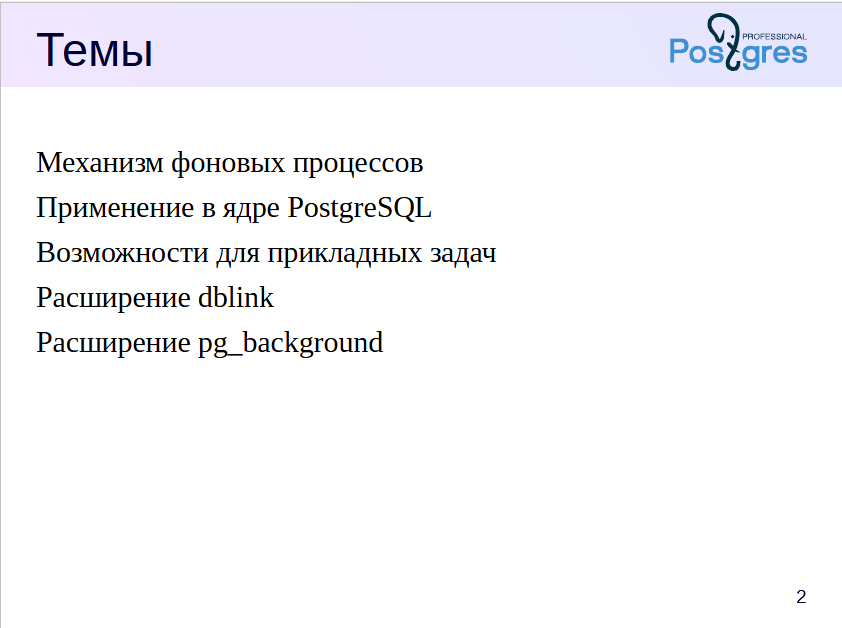 Темы
PROFESSIONAL
Postgres
Механизм фоновых процессов
Применение в ядре PostgreSQL
Возможности для прикладных задач
Расширение dblink
Расширение pg_background
2